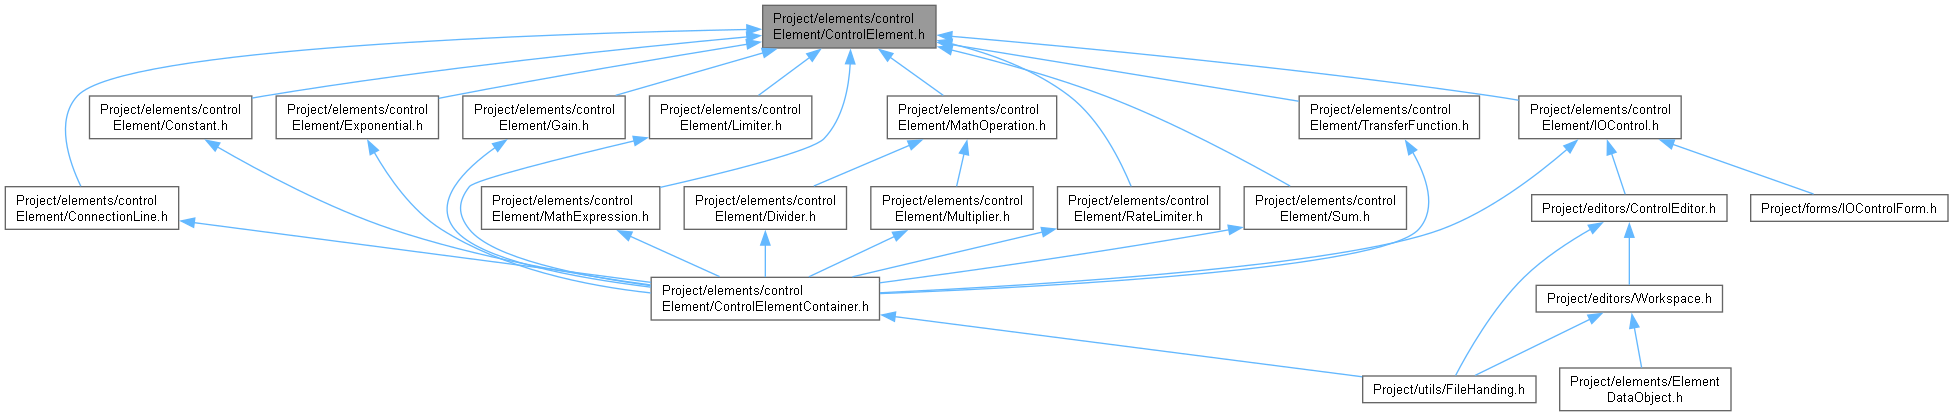 Project/elements/control
Element/ControlElement.h
Project/elements/control
Element/Constant.h
Project/elements/control
Element/Exponential.h
Project/elements/control
Element/Gain.h
Project/elements/control
Element/Limiter.h
Project/elements/control
Element/MathOperation.h
Project/elements/control
Element/TransferFunction.h
Project/elements/control
Element/IOControl.h
Project/elements/control
Element/ConnectionLine.h
Project/elements/control
Element/MathExpression.h
Project/elements/control
Element/Divider.h
Project/elements/control
Element/Multiplier.h
Project/elements/control
Element/RateLimiter.h
Project/elements/control
Element/Sum.h
Project/editors/ControlEditor.h
Project/forms/IOControlForm.h
Project/elements/control
Element/ControlElementContainer.h
Project/editors/Workspace.h
Project/utils/FileHanding.h
Project/elements/Element
DataObject.h